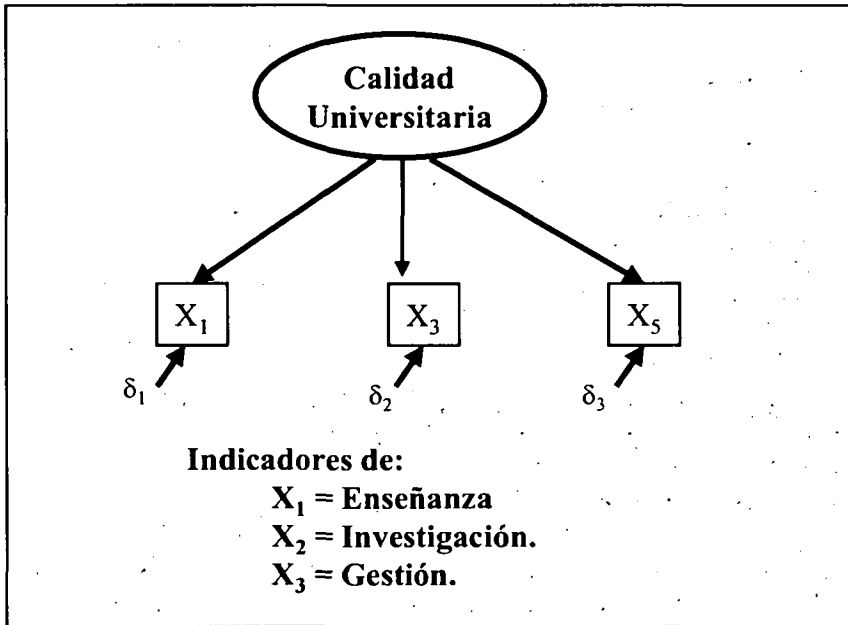 Calidad
Universitaria
X₁ X₃ X₅
δ₁ δ₂ δ₃
Indicadores de:
X₁ = Enseñanza
X₂ = Investigación.
X₃ = Gestión.